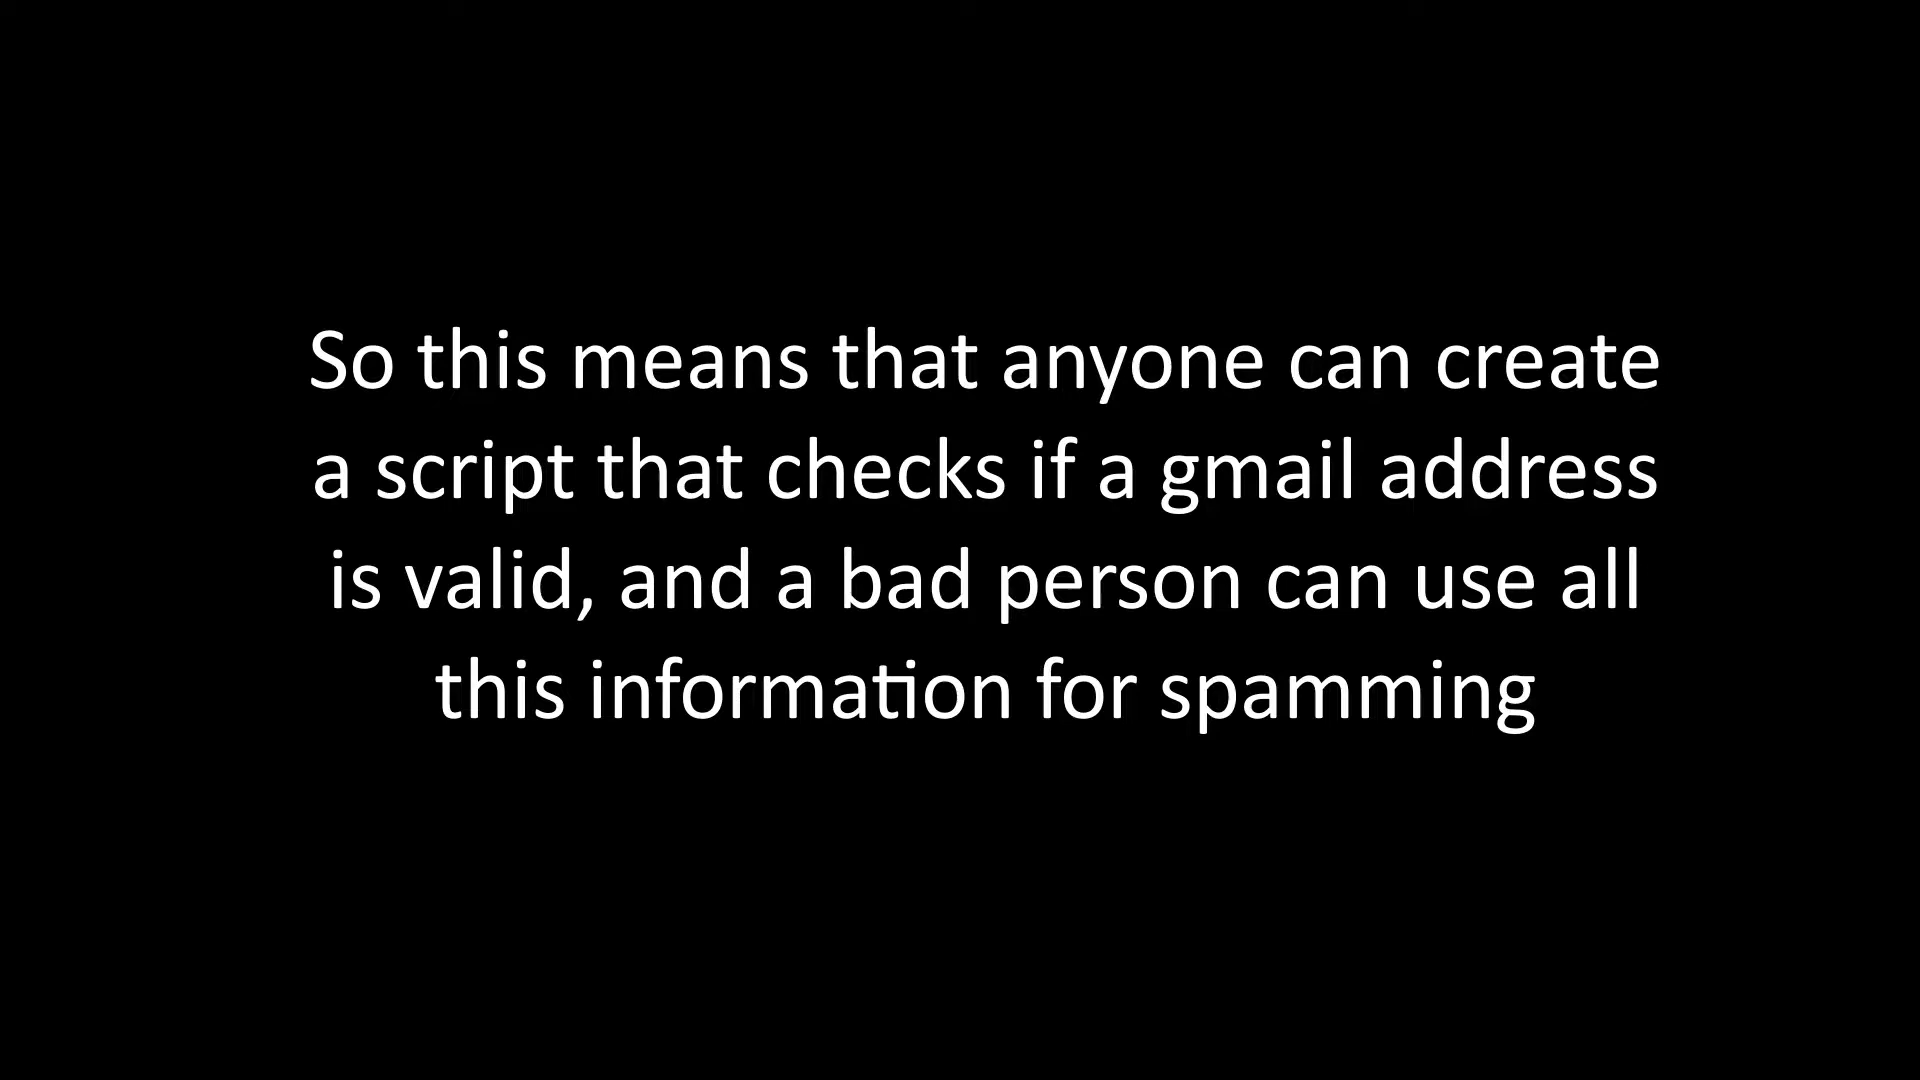 So this means that anyone can create
a script that checks if a gmail address
is valid, and a bad person can use all
this information for spamming